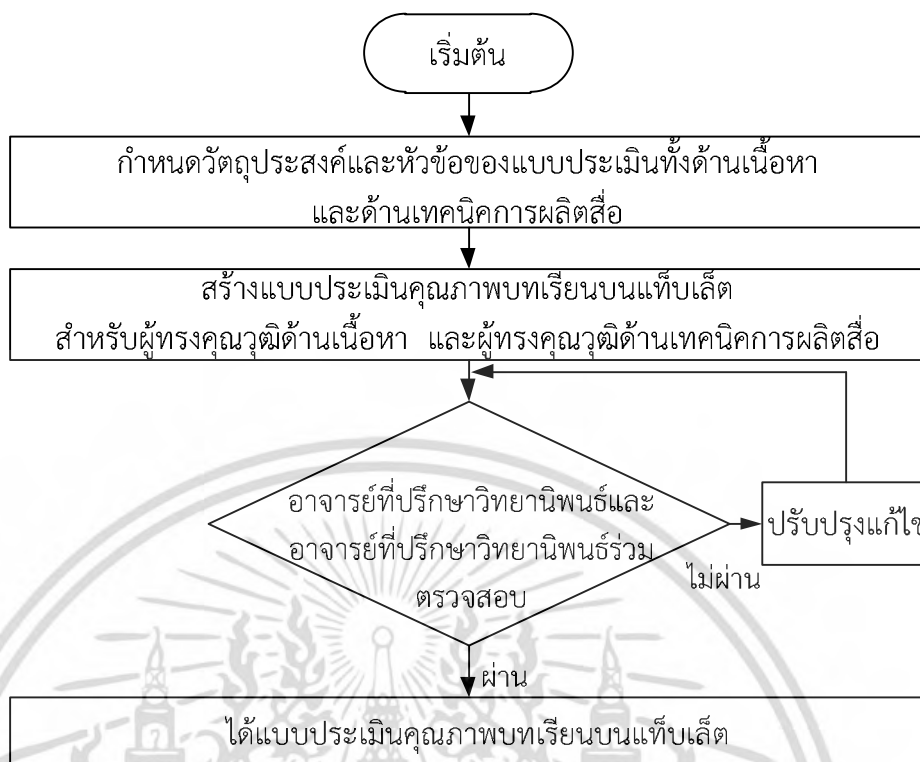 เริ่มต้น
กำหนดวัตถุประสงค์และหัวข้อของแบบประเมินทั้งด้านเนื้อหา
และด้านเทคนิคการผลิตสื่อ
สร้างแบบประเมินคุณภาพบทเรียนบนแท็บเล็ต
สำหรับผู้ทรงคุณวุฒิด้านเนื้อหา และผู้ทรงคุณวุฒิด้านเทคนิคการผลิตสื่อ
อาจารย์ที่ปรึกษาวิทยานิพนธ์และ
อาจารย์ที่ปรึกษาวิทยานิพนธ์ร่วม
ตรวจสอบ
ปรับปรุงแก้ไข
ไม่ผ่าน
ผ่าน
ได้แบบประเมินคุณภาพบทเรียนบนแท็บเล็ต